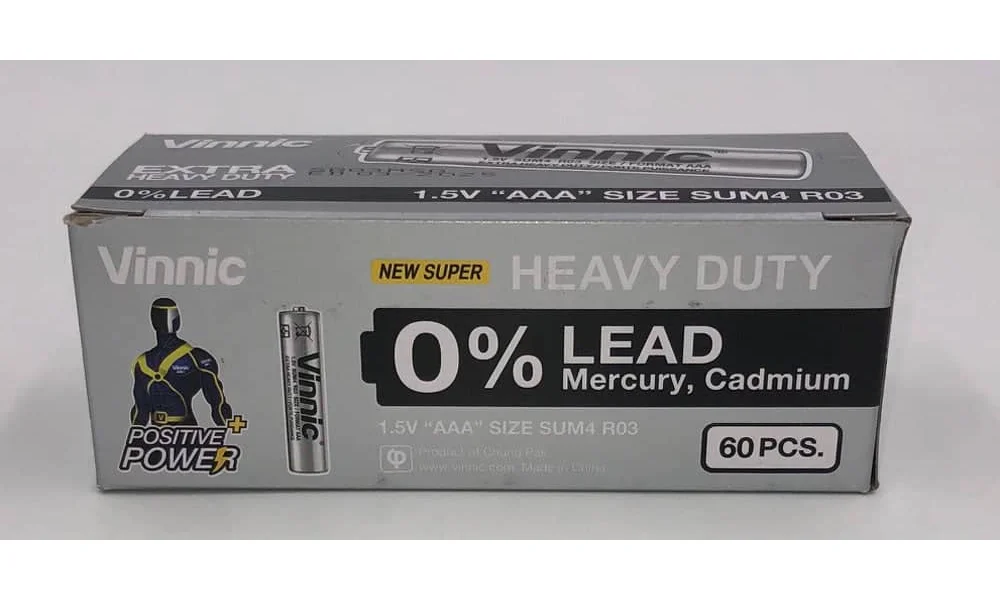 Vinnic
EXTRA
HEAVY DUTY
Vinnic
0% LEAD
1.5V “AAA” SIZE SUM4 R03
Vinnic
NEW SUPER
HEAVY DUTY
0% LEAD
Mercury, Cadmium
Vinnic
Vinnic
POSITIVE +
POWER
1.5V “AAA” SIZE SUM4 R03
60 PCS.
Product of Chung Pak
www.vinnic.com. Made in China